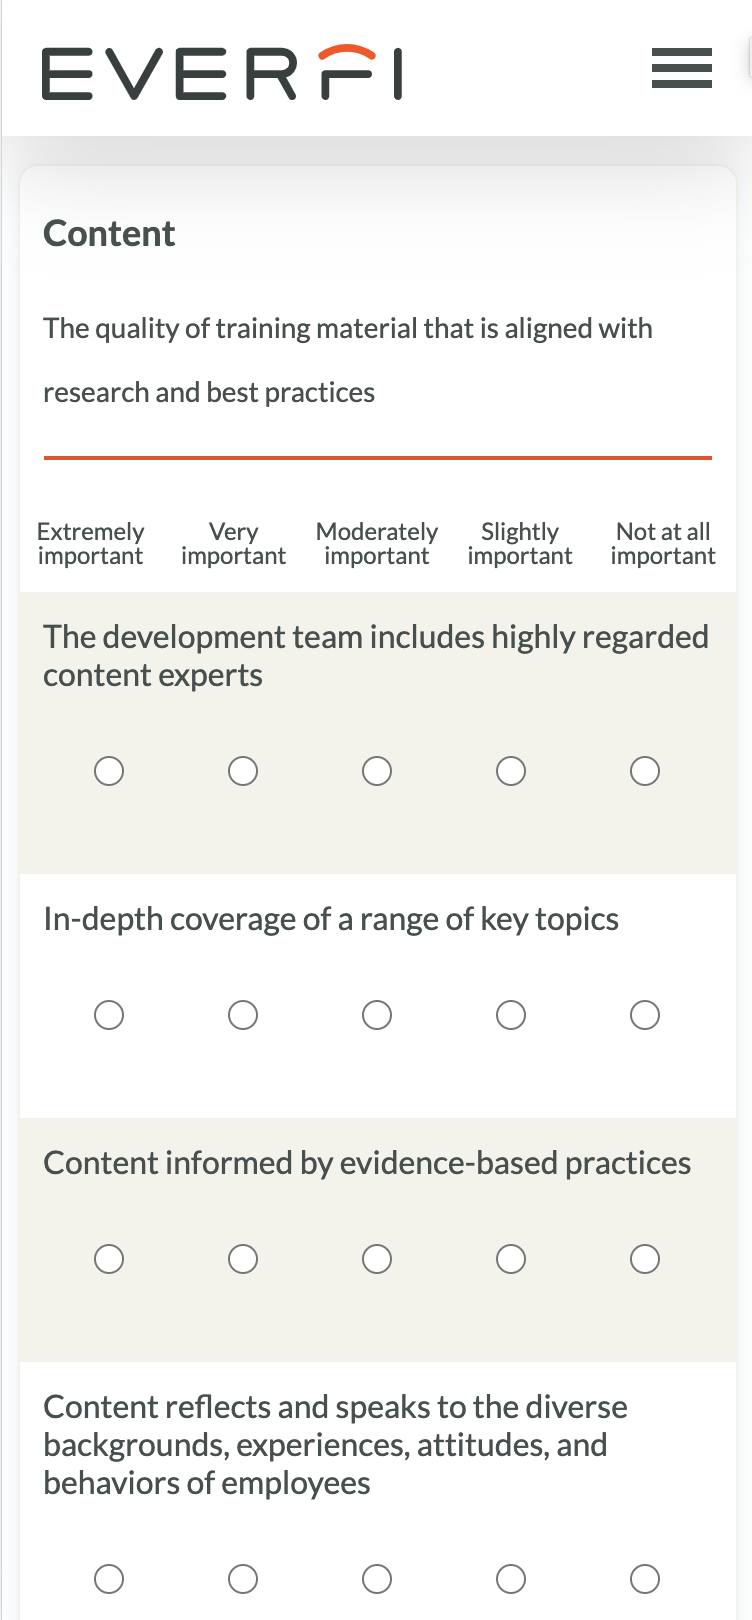 EVERFI
Content
The quality of training material that is aligned with
research and best practices
Extremely important
Very important
Moderately important
Slightly important
Not at all important
The development team includes highly regarded
content experts
In-depth coverage of a range of key topics
Content informed by evidence-based practices
Content reflects and speaks to the diverse
backgrounds, experiences, attitudes, and
behaviors of employees